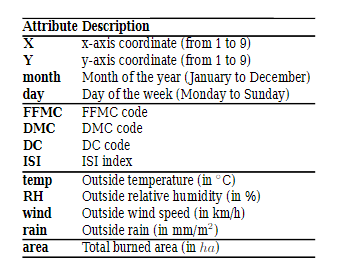 Attribute Description
X x-axis coordinate (from 1 to 9)
Y y-axis coordinate (from 1 to 9)
month Month of the year (January to December)
day Day of the week (Monday to Sunday)
FFMC FFMC code
DMC DMC code
DC DC code
ISI ISI index
temp Outside temperature (in °C)
RH Outside relative humidity (in %)
wind Outside wind speed (in km/h)
rain Outside rain (in mm/m²)
area Total burned area (in ha)